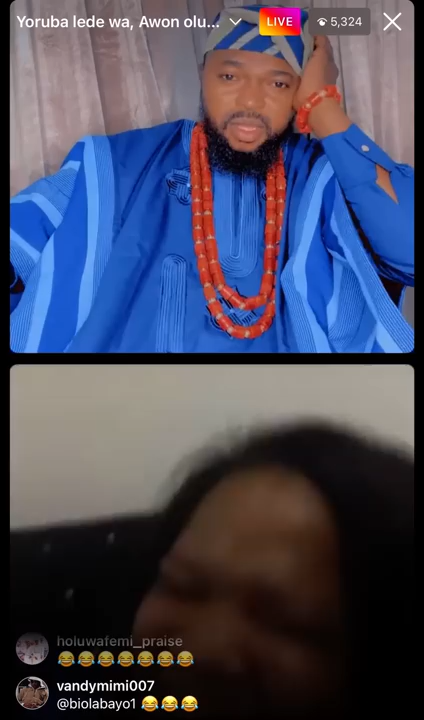 Yoruba lede wa, Awon olu...
LIVE
5,324
holuwafemi_praise
😂😂😂😂😂😂😂
vandymimi007
@biolabayo1 😂😂😂